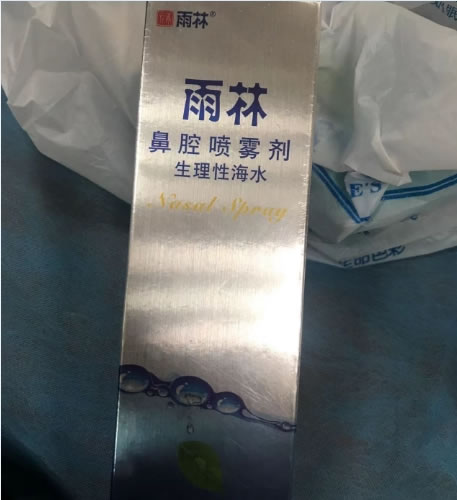 雨林®
雨林
鼻腔喷雾剂
生理性海水
Nasal Spray
E'S